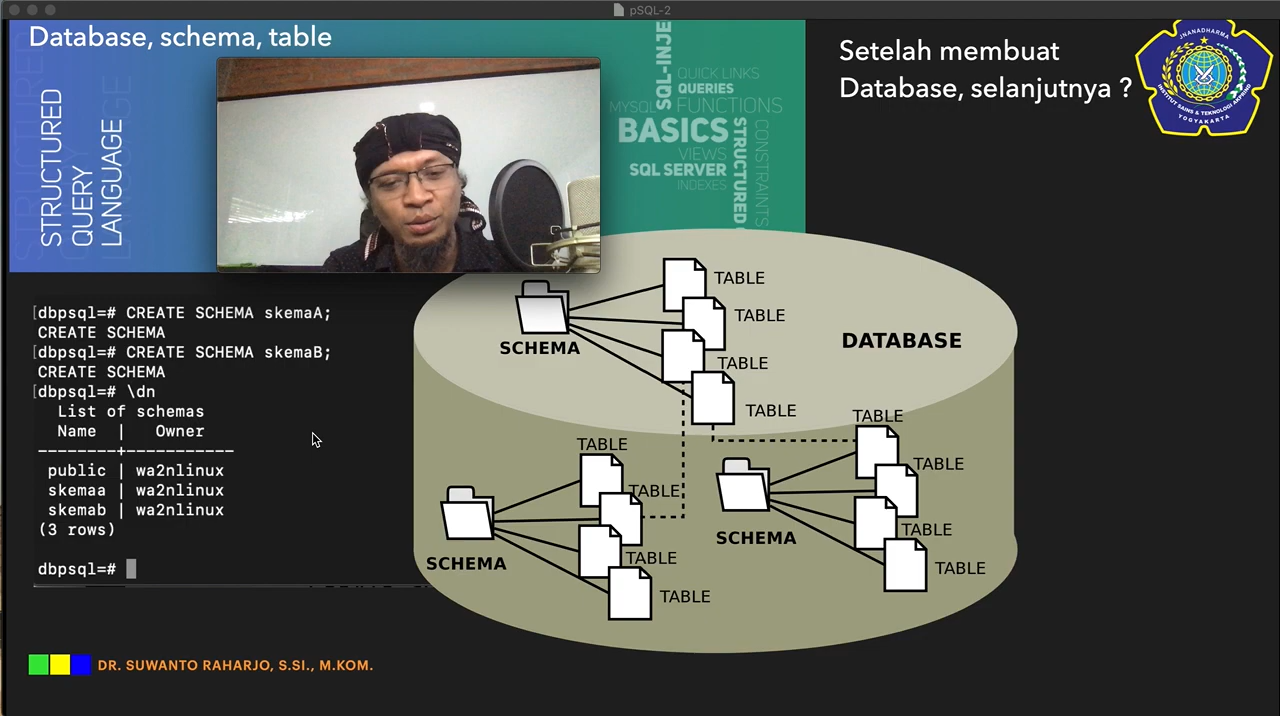 pSQL-2
Database, schema, table
Setelah membuat
Database, selanjutnya ?
JNANADHARMA
INSTITUT SAINS & TEKNOLOGI AKPRIND
YOGYAKARTA
STRUCTURED
QUERY
LANGUAGE
SQL-INJE
QUICK LINKS
QUERIES
MYSQL FUNCTIONS
BASICS
VIEWS
SQL SERVER
INDEXES
STRUCTURED
CONSTRAINTS
[dbpsql=# CREATE SCHEMA skemaA;
CREATE SCHEMA
[dbpsql=# CREATE SCHEMA skemaB;
CREATE SCHEMA
[dbpsql=# \dn
List of schemas
Name | Owner
--------+-----------
public | wa2nlinux
skemaa | wa2nlinux
skemab | wa2nlinux
(3 rows)
dbpsql=#
DATABASE
SCHEMA
TABLE
TABLE
TABLE
TABLE
SCHEMA
TABLE
TABLE
TABLE
TABLE
SCHEMA
TABLE
TABLE
TABLE
TABLE
DR. SUWANTO RAHARJO, S.SI., M.KOM.